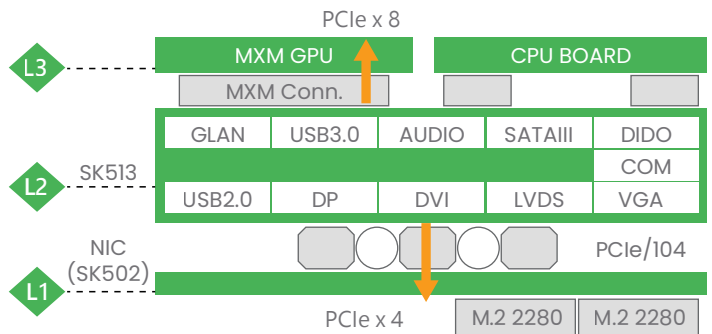 PCIe x 8
L3
MXM GPU
CPU BOARD
MXM Conn.
GLAN USB3.0 AUDIO SATAIII DIDO
COM
L2
SK513
USB2.0 DP DVI LVDS VGA
NIC
(SK502)
PCIe/104
L1
PCIe x 4
M.2 2280 M.2 2280